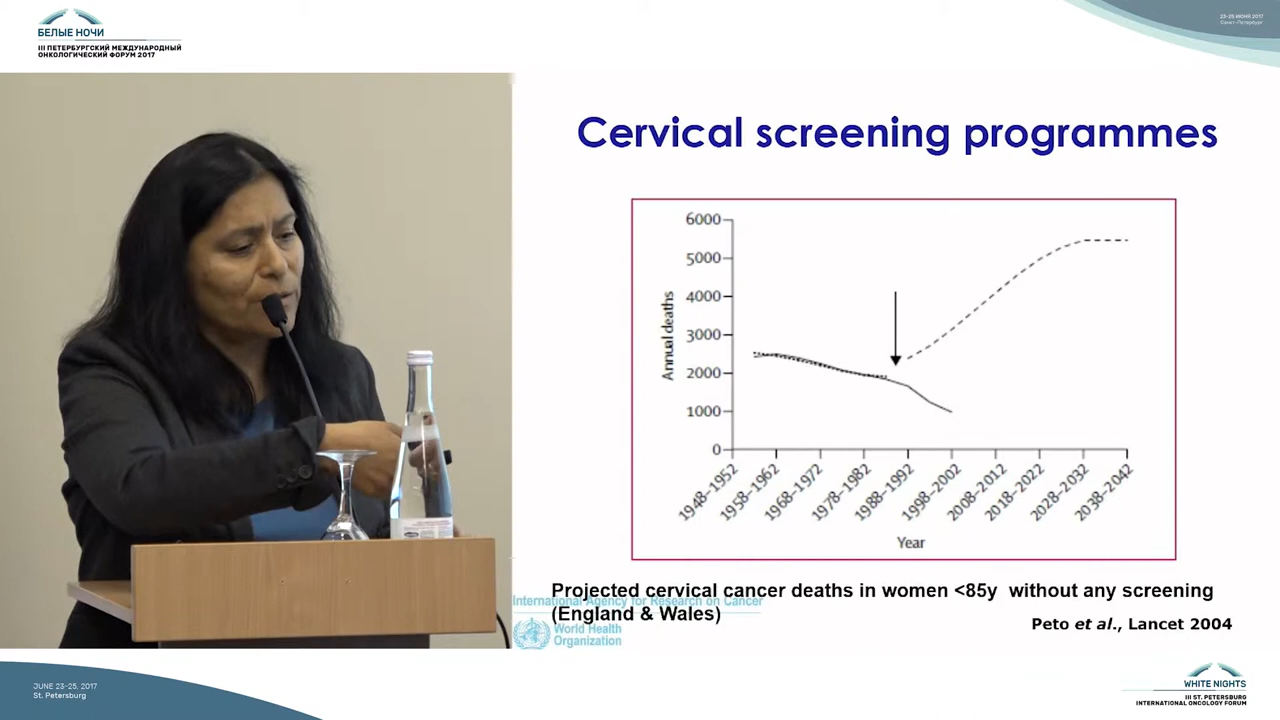 БЕЛЫЕ НОЧИ
III ПЕТЕРБУРГСКИЙ МЕЖДУНАРОДНЫЙ
ОНКОЛОГИЧЕСКИЙ ФОРУМ 2017
23-25 ИЮНЯ 2017
Санкт-Петербург
Cervical screening programmes
6000
5000
4000
3000
2000
1000
0
Annual deaths
1948–1952
1958–1962
1968–1972
1978–1982
1988–1992
1998–2002
2008–2012
2018–2022
2028–2032
2038–2042
Year
Projected cervical cancer deaths in women <85y without any screening
(England & Wales)
International Agency for Research on Cancer
World Health
Organization
Peto et al., Lancet 2004
JUNE 23-25, 2017
St. Petersburg
WHITE NIGHTS
III ST. PETERSBURG
INTERNATIONAL ONCOLOGY FORUM